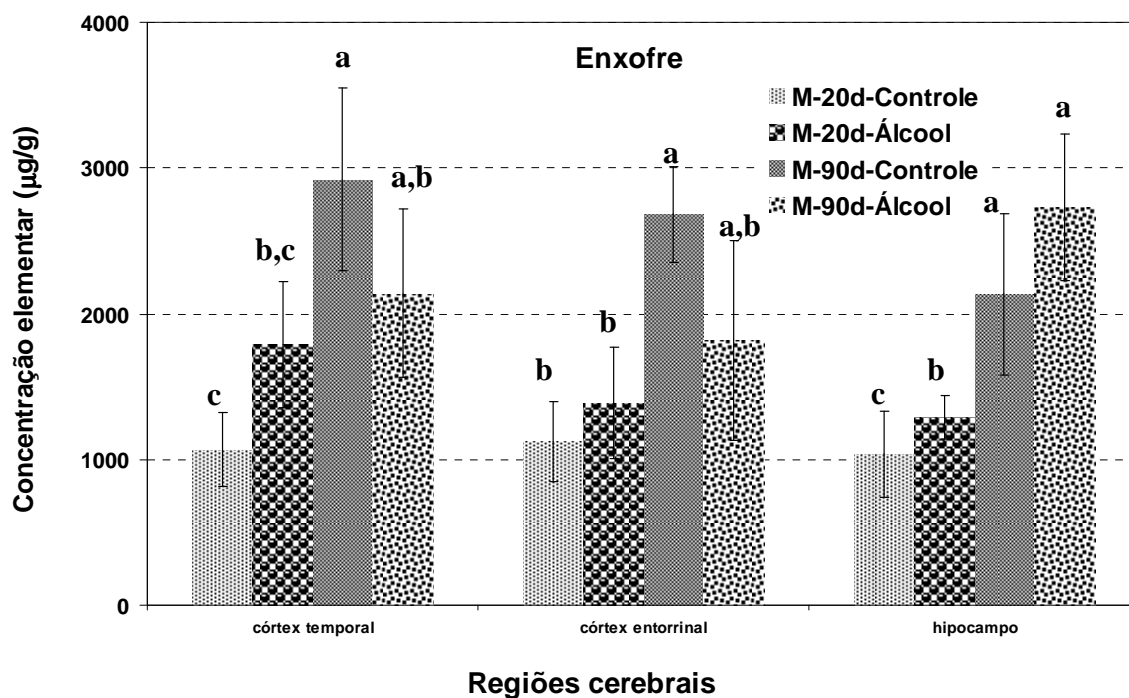 Enxofre
M-20d-Controle
M-20d-Álcool
M-90d-Controle
M-90d-Álcool
Concentração elementar (µg/g)
4000
3000
2000
1000
0
c
b,c
a
a,b
b
b
a
a,b
c
b
a
a
córtex temporal
córtex entorrinal
hipocampo
Regiões cerebrais